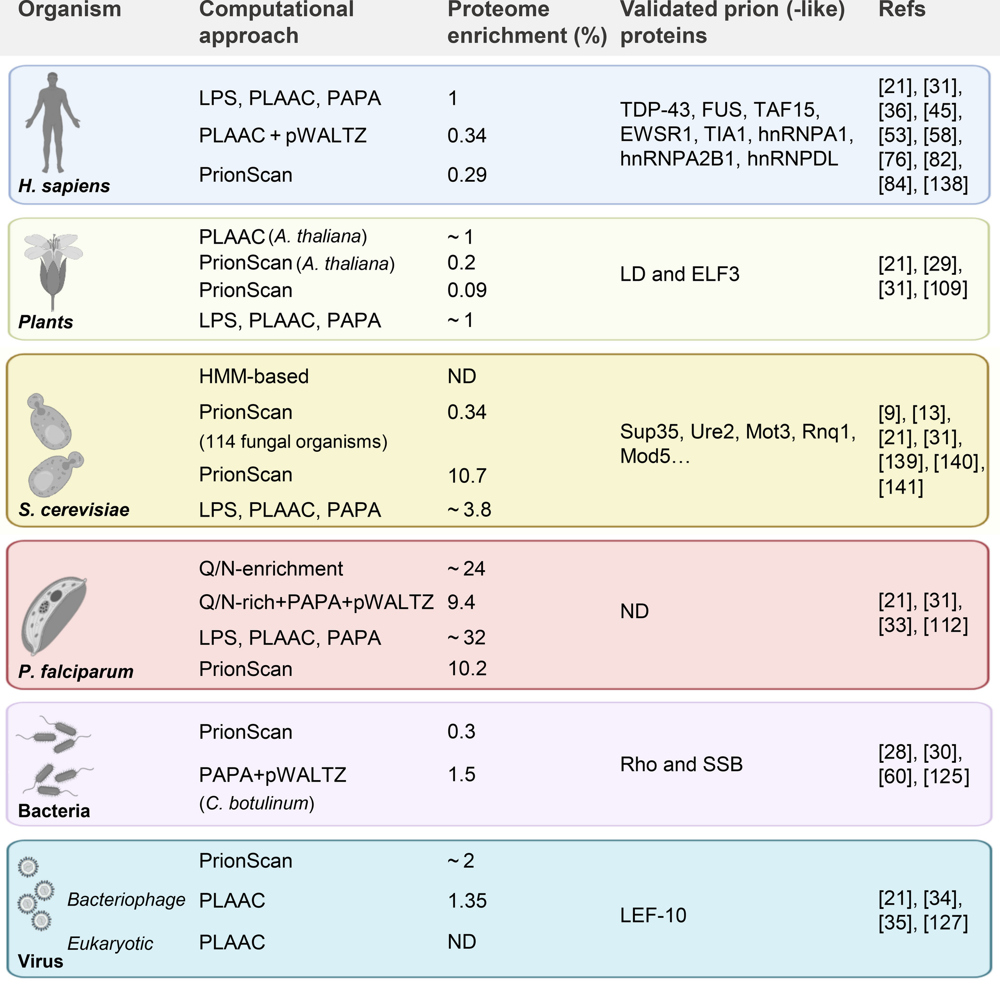 Organism Computational approach Proteome enrichment (%) Validated prion (-like) proteins Refs
LPS, PLAAC, PAPA 1
PLAAC + pWALTZ 0.34
PrionScan 0.29
TDP-43, FUS, TAF15,
EWSR1, TIA1, hnRNPA1,
hnRNPA2B1, hnRNPDL
[21], [31],
[36], [45],
[53], [58],
[76], [82],
[84], [138]
H. sapiens
PLAAC (A. thaliana) ~ 1
PrionScan (A. thaliana) 0.2
PrionScan 0.09
LPS, PLAAC, PAPA ~ 1
LD and ELF3
[21], [29],
[31], [109]
Plants
HMM-based ND
PrionScan 0.34
(114 fungal organisms)
PrionScan 10.7
LPS, PLAAC, PAPA ~ 3.8
Sup35, Ure2, Mot3, Rnq1,
Mod5…
[9], [13],
[21], [31],
[139], [140],
[141]
S. cerevisiae
Q/N-enrichment ~ 24
Q/N-rich+PAPA+pWALTZ 9.4
LPS, PLAAC, PAPA ~ 32
PrionScan 10.2
ND
[21], [31],
[33], [112]
P. falciparum
PrionScan 0.3
PAPA+pWALTZ 1.5
(C. botulinum)
Rho and SSB
[28], [30],
[60], [125]
Bacteria
PrionScan ~ 2
Bacteriophage PLAAC 1.35
Eukaryotic PLAAC ND
LEF-10
[21], [34],
[35], [127]
Virus